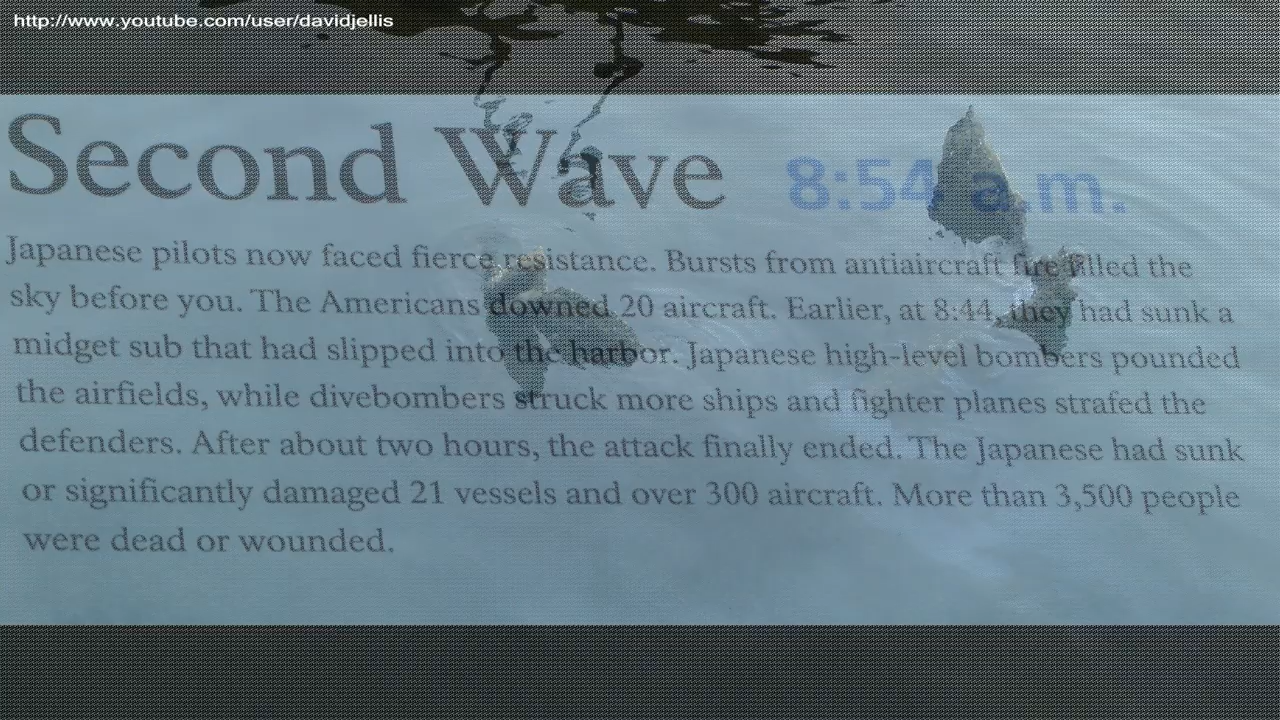 http://www.youtube.com/user/davidjellis
Second Wave 8:54 a.m.
Japanese pilots now faced fierce resistance. Bursts from antiaircraft fire filled the
sky before you. The Americans downed 20 aircraft. Earlier, at 8:44, they had sunk a
midget sub that had slipped into the harbor. Japanese high-level bombers pounded
the airfields, while divebombers struck more ships and fighter planes strafed the
defenders. After about two hours, the attack finally ended. The Japanese had sunk
or significantly damaged 21 vessels and over 300 aircraft. More than 3,500 people
were dead or wounded.